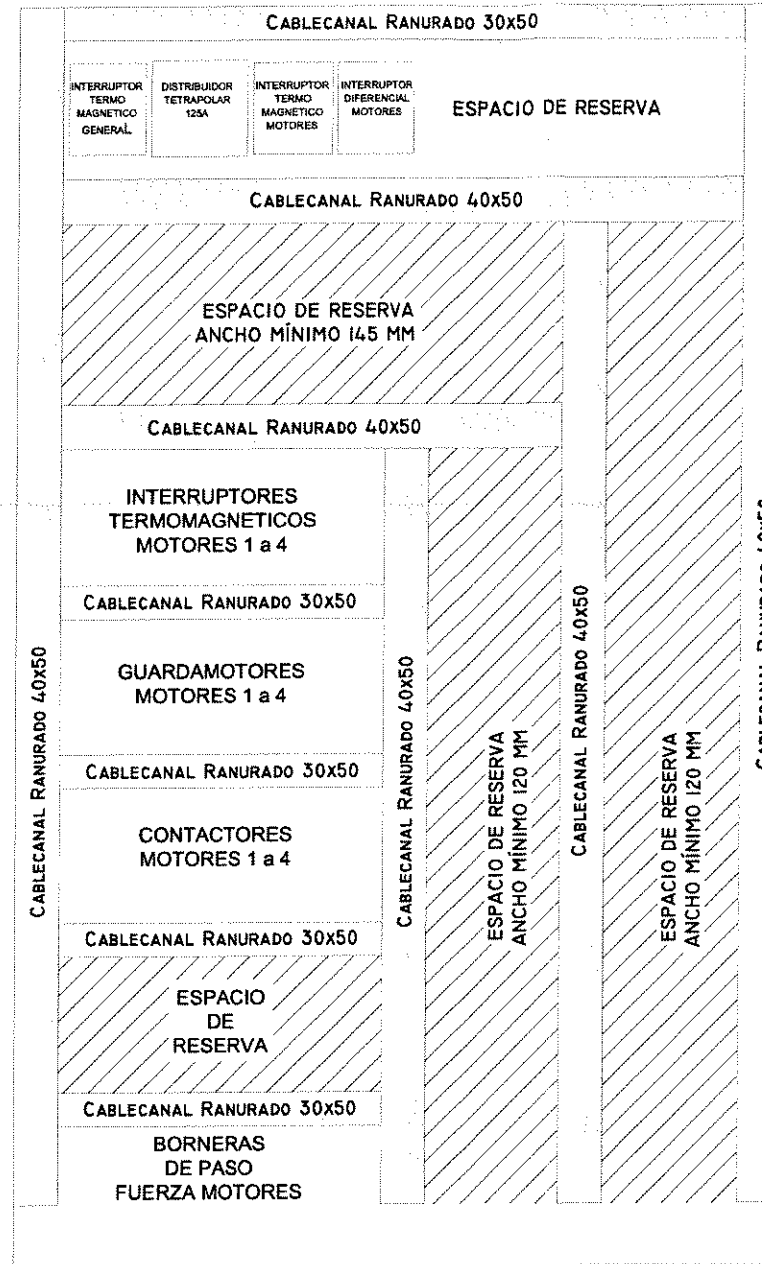 CABLECANAL RANURADO 30x50
INTERRUPTOR
TERMO
MAGNETICO
GENERAL
DISTRIBUIDOR
TETRAPOLAR
125A
INTERRUPTOR
TERMO
MAGNETICO
MOTORES
INTERRUPTOR
DIFERENCIAL
MOTORES
ESPACIO DE RESERVA
CABLECANAL RANURADO 40x50
ESPACIO DE RESERVA
ANCHO MÍNIMO 145 MM
CABLECANAL RANURADO 40x50
INTERRUPTORES
TERMOMAGNETICOS
MOTORES 1 a 4
CABLECANAL RANURADO 30x50
GUARDAMOTORES
MOTORES 1 a 4
CABLECANAL RANURADO 30x50
CONTACTORES
MOTORES 1 a 4
CABLECANAL RANURADO 30x50
ESPACIO
DE
RESERVA
CABLECANAL RANURADO 30x50
BORNERAS
DE PASO
FUERZA MOTORES
CABLECANAL RANURADO 40x50
CABLECANAL RANURADO 40x50
ESPACIO DE RESERVA
ANCHO MÍNIMO 120 MM
CABLECANAL RANURADO 40x50
ESPACIO DE RESERVA
ANCHO MÍNIMO 120 MM
CABLECANAL RANURADO 40x50